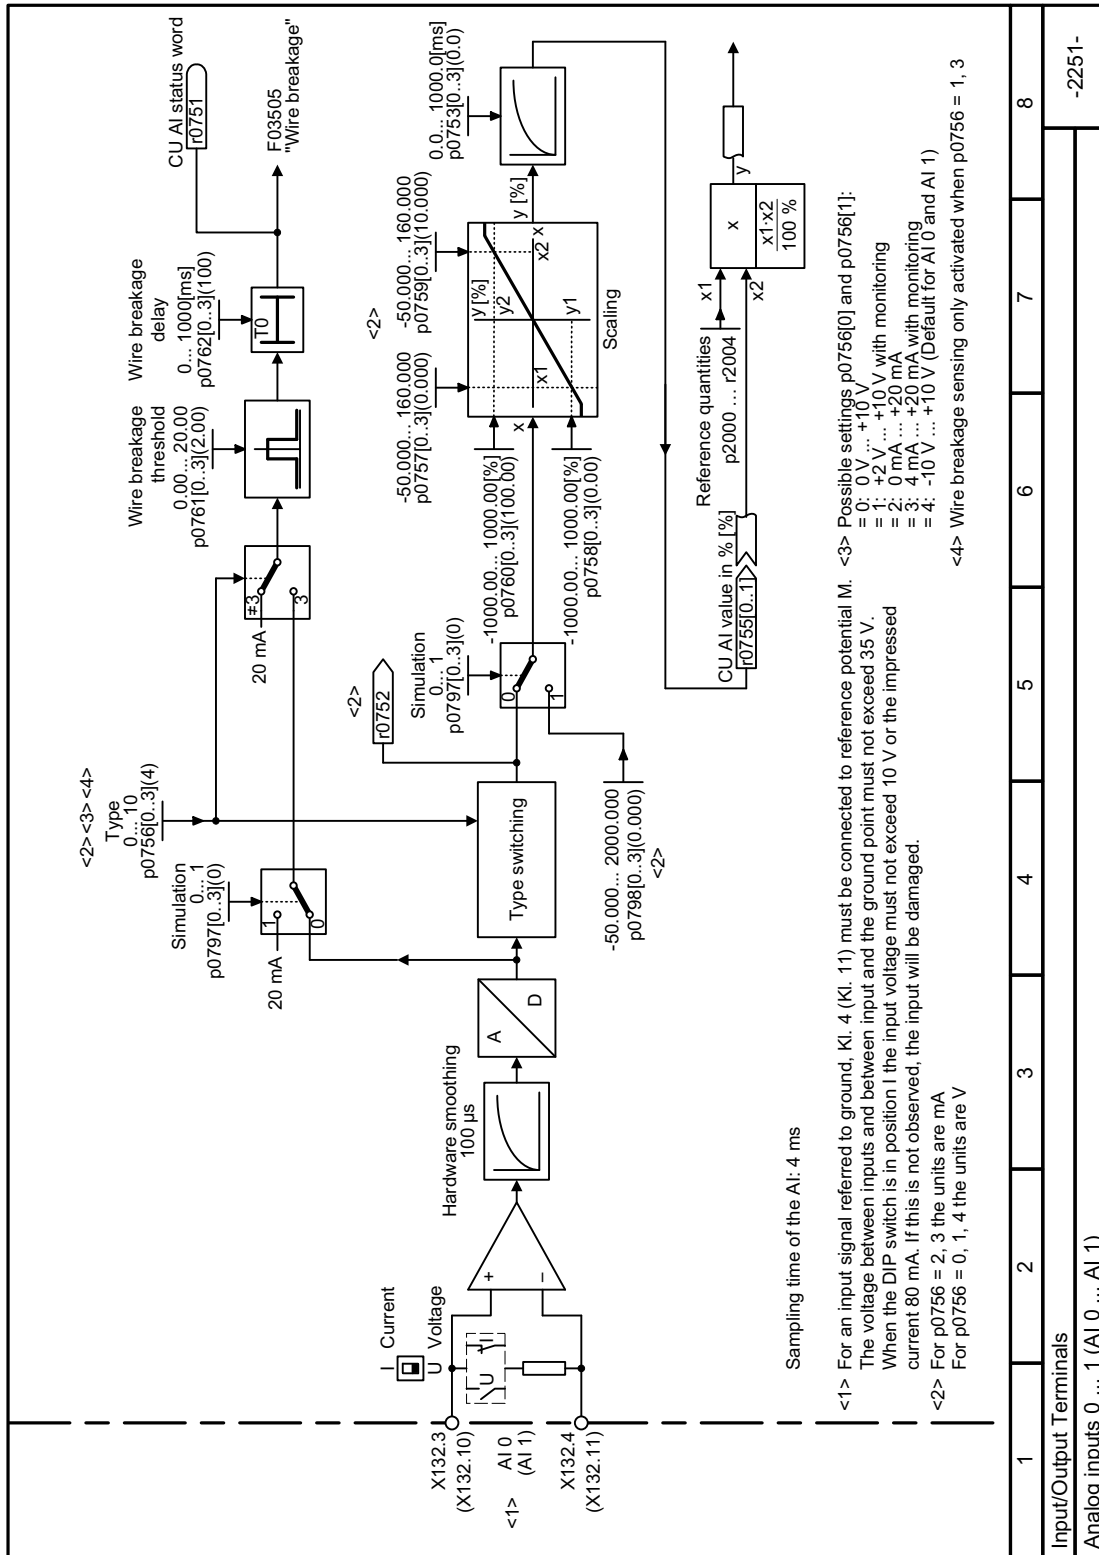 X132.3
(X132.10)
<1>
AI 0
(AI 1)
X132.4
(X132.11)
I
Current
U
Voltage
U
I
+
–
Hardware smoothing
100 µs
A
D
Type switching
20 mA
1
0
Simulation
0... 1
p0797[0..3](0)
<2> <3> <4>
Type
0... 10
p0756[0..3](4)
20 mA
#3
3
Wire breakage
threshold
0.00... 20.00
p0761[0..3](2.00)
Wire breakage
delay
0... 1000[ms]
p0762[0..3](100)
T0
CU AI status word
r0751
F03505
"Wire breakage"
<2>
r0752
Simulation
0... 1
p0797[0..3](0)
0
1
-50.000... 2000.000
p0798[0..3](0.000)
<2>
-1000.00... 1000.00[%]
p0760[0..3](100.00)
-1000.00... 1000.00[%]
p0758[0..3](0.00)
<2>
-50.000... 160.000
p0757[0..3](0.000)
-50.000... 160.000
p0759[0..3](10.000)
x
y [%]
y2
x1
x2
x
y1
Scaling
y [%]
0.0... 1000.0[ms]
p0753[0..3](0.0)
CU AI value in % [%]
r0755[0..1]
Reference quantities
p2000 ... r2004
x1
x2
x
x1·x2
100 %
y
Sampling time of the AI: 4 ms
<1> For an input signal referred to ground, Kl. 4 (Kl. 11) must be connected to reference potential M.
The voltage between inputs and between input and the ground point must not exceed 35 V.
When the DIP switch is in position I the input voltage must not exceed 10 V or the impressed
current 80 mA. If this is not observed, the input will be damaged.
<2> For p0756 = 2, 3 the units are mA
For p0756 = 0, 1, 4 the units are V
<3> Possible settings p0756[0] and p0756[1]:
= 0: 0 V ... +10 V
= 1: +2 V ... +10 V with monitoring
= 2: 0 mA ... +20 mA
= 3: 4 mA ... +20 mA with monitoring
= 4: -10 V ... +10 V (Default for AI 0 and AI 1)
<4> Wire breakage sensing only activated when p0756 = 1, 3
1
2
3
4
5
6
7
8
Input/Output Terminals
-2251-
Analog inputs 0 ... 1 (AI 0 ... AI 1)